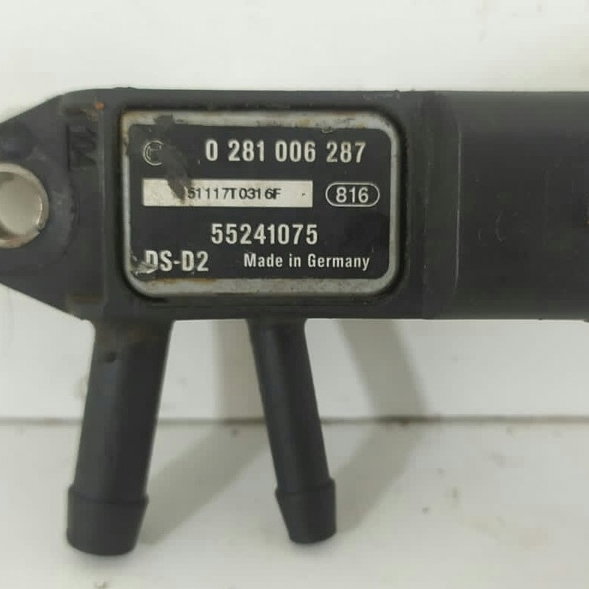 0 281 006 287
51117T0316F 816
55241075
DS-D2 Made in Germany